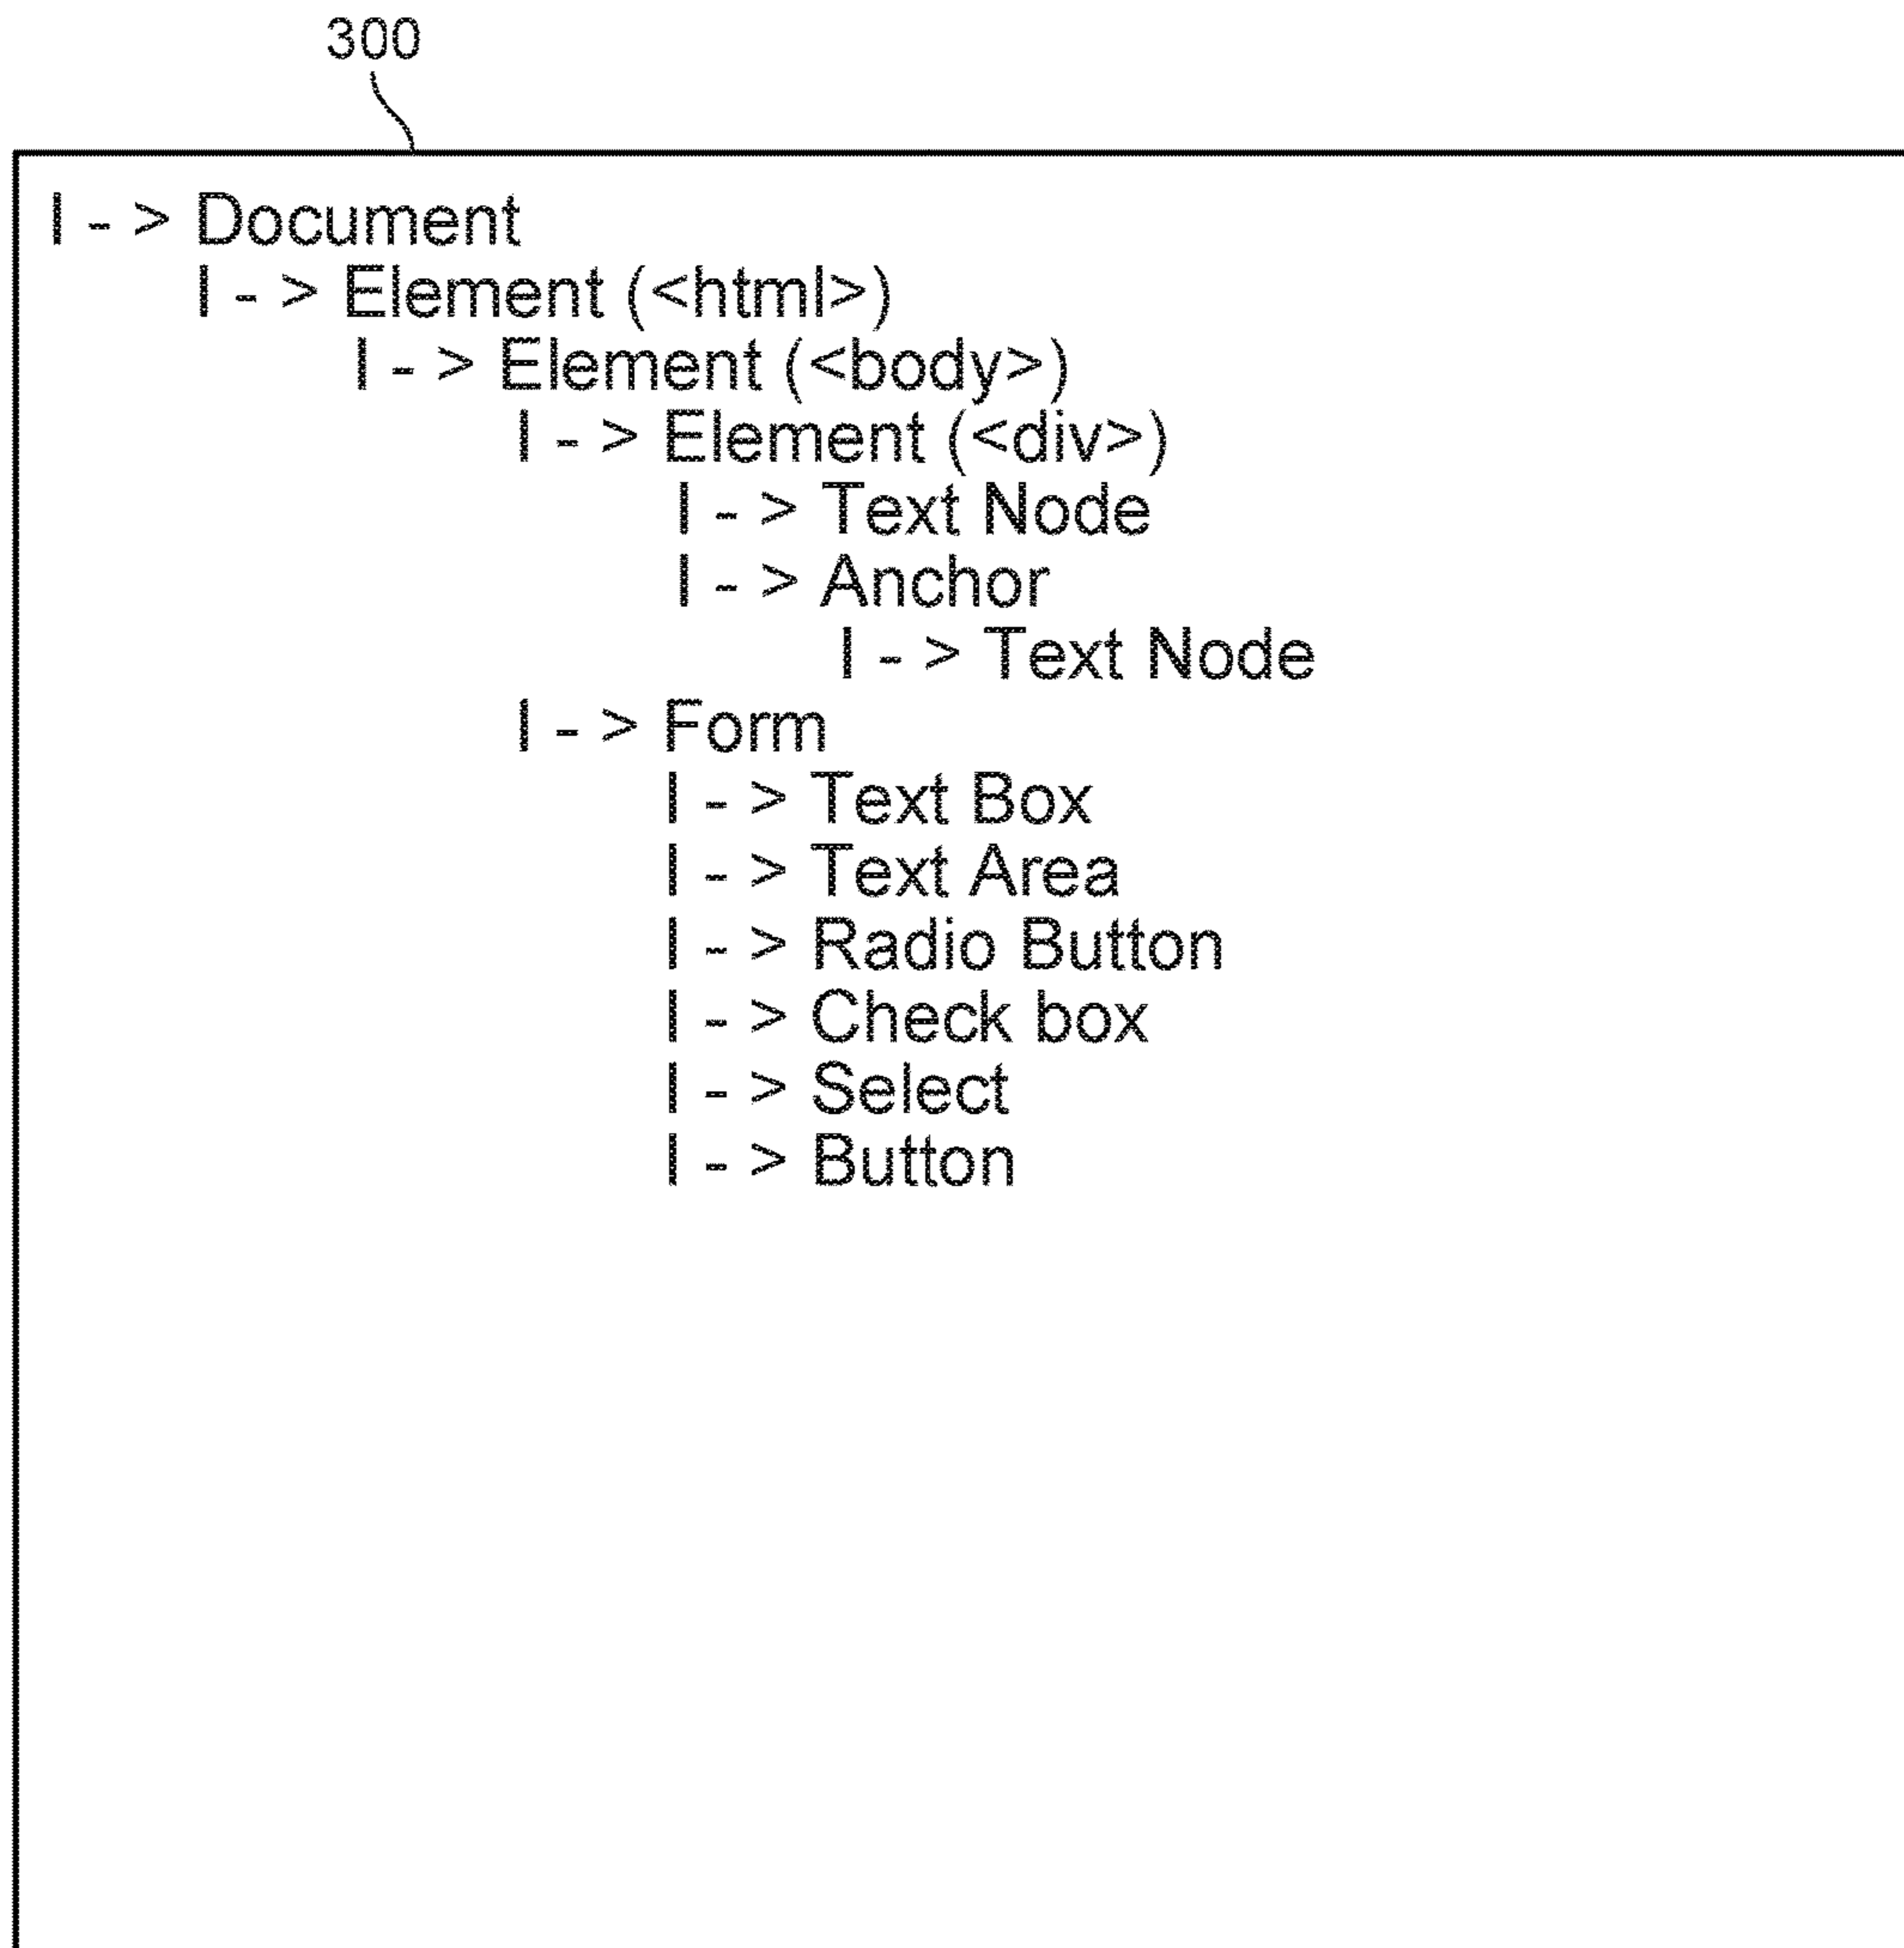 300
I - > Document
I - > Element (<html>)
I - > Element (<body>)
I - > Element (<div>)
I - > Text Node
I - > Anchor
I - > Text Node
I - > Form
I - > Text Box
I - > Text Area
I - > Radio Button
I - > Check box
I - > Select
I - > Button